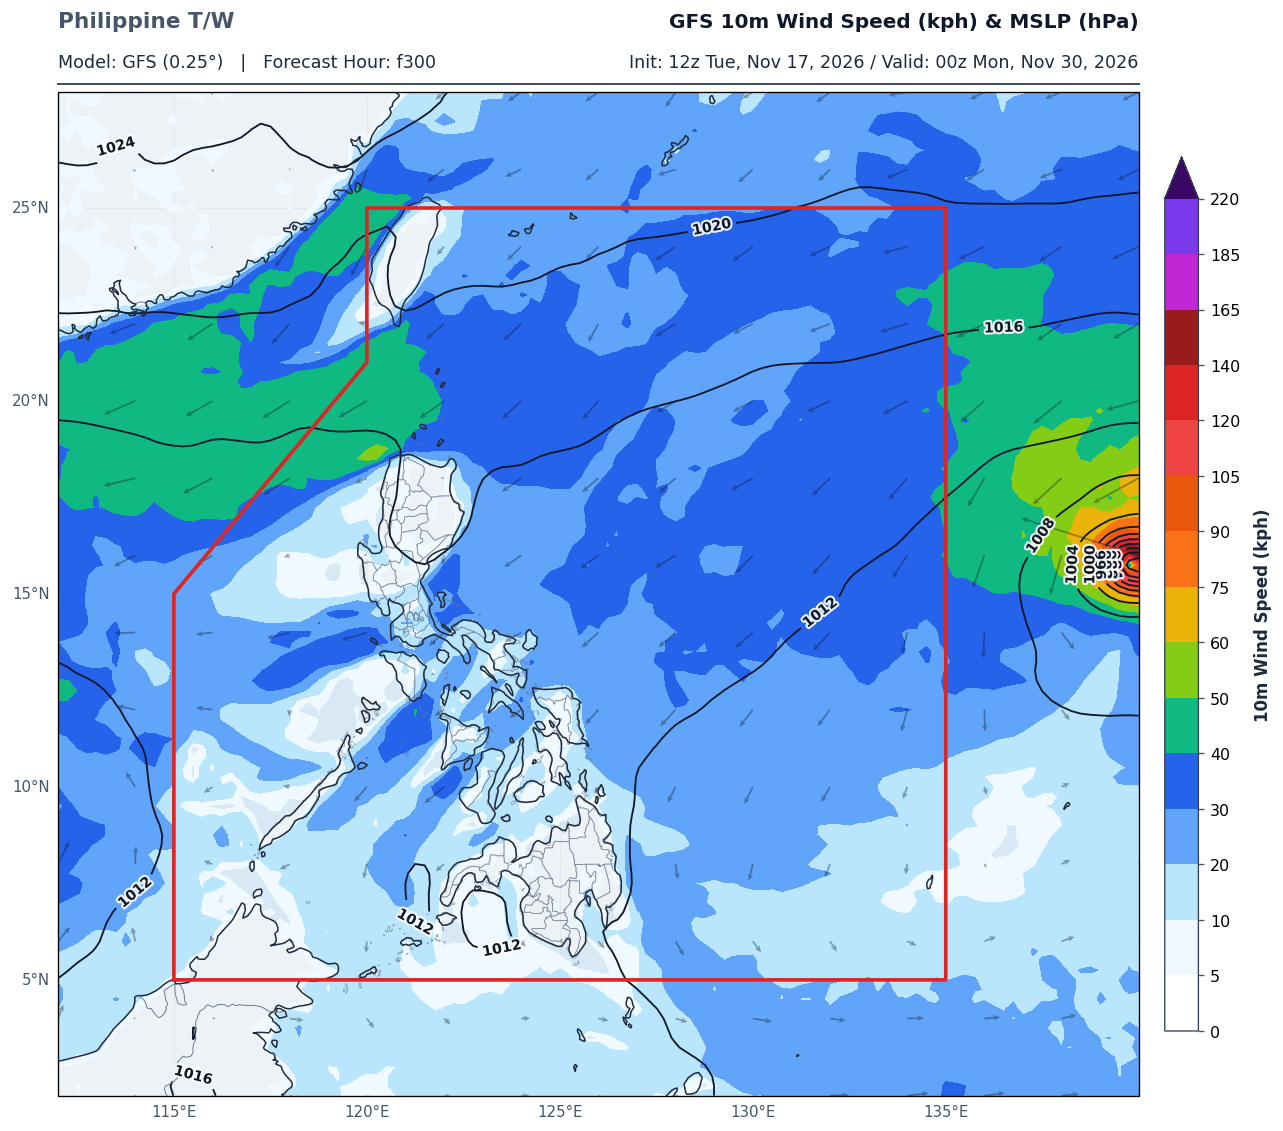 Philippine T/W
GFS 10m Wind Speed (kph) & MSLP (hPa)
Model: GFS (0.25°)   |   Forecast Hour: f300
Init: 12z Tue, Nov 17, 2026 / Valid: 00z Mon, Nov 30, 2026
1024
1020
1016
1012
1008
1004
1000
996
1012
1012
1012
1016
25°N
20°N
15°N
10°N
5°N
115°E
120°E
125°E
130°E
135°E
220
185
165
140
120
105
90
75
60
50
40
30
20
10
5
0
10m Wind Speed (kph)